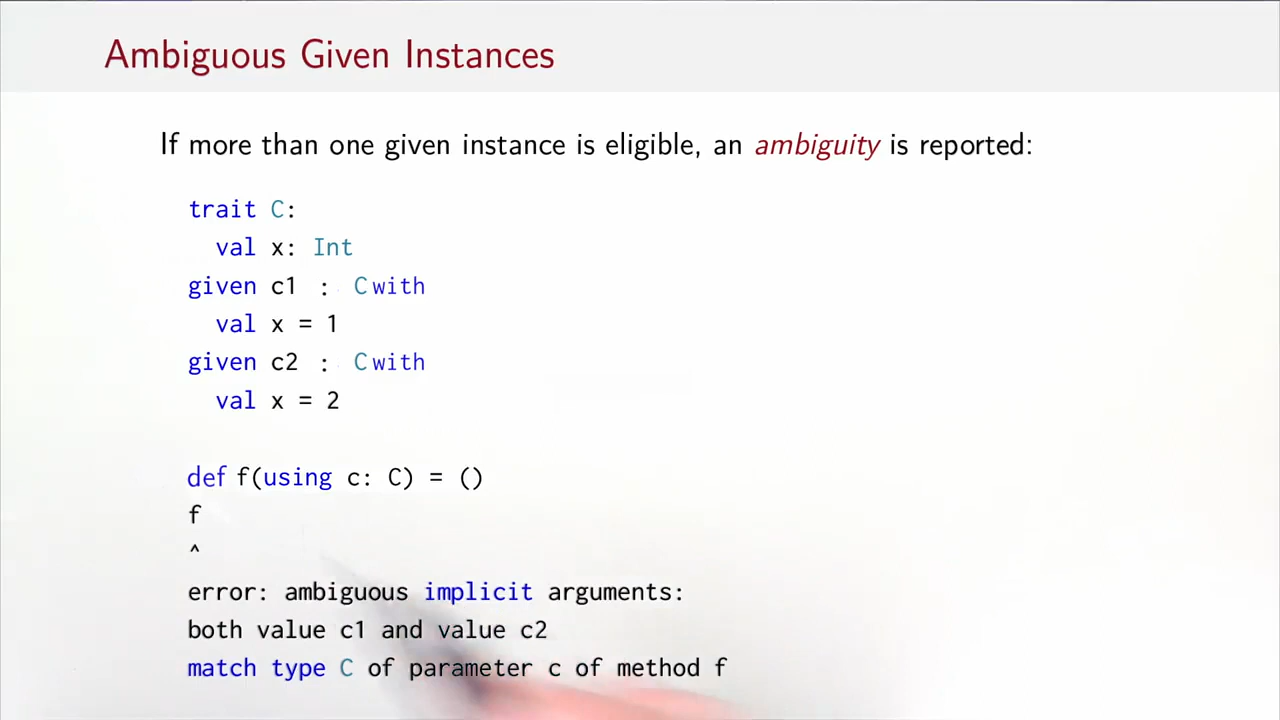 Ambiguous Given Instances
If more than one given instance is eligible, an ambiguity is reported:
trait C:
  val x: Int
given c1 : C with
  val x = 1
given c2 : C with
  val x = 2
def f(using c: C) = ()
f
^
error: ambiguous implicit arguments:
both value c1 and value c2
match type C of parameter c of method f